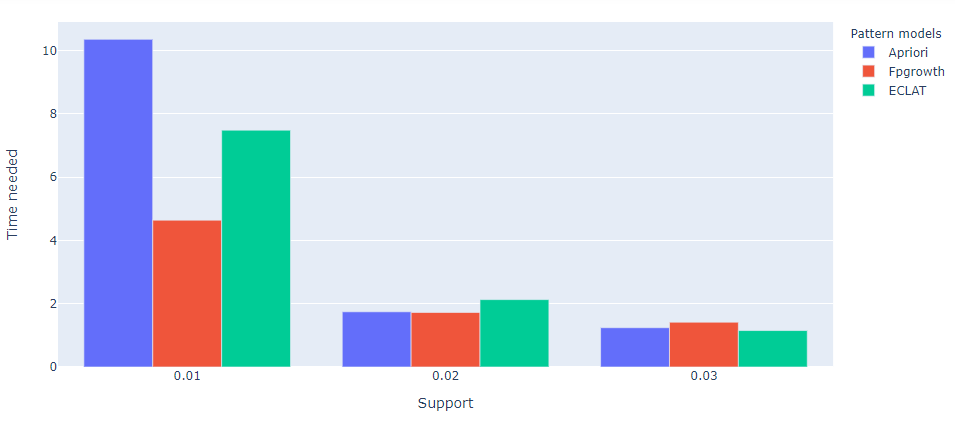 Pattern models
Apriori
Fpgrowth
ECLAT
Time needed
10
8
6
4
2
0
0.01
0.02
0.03
Support